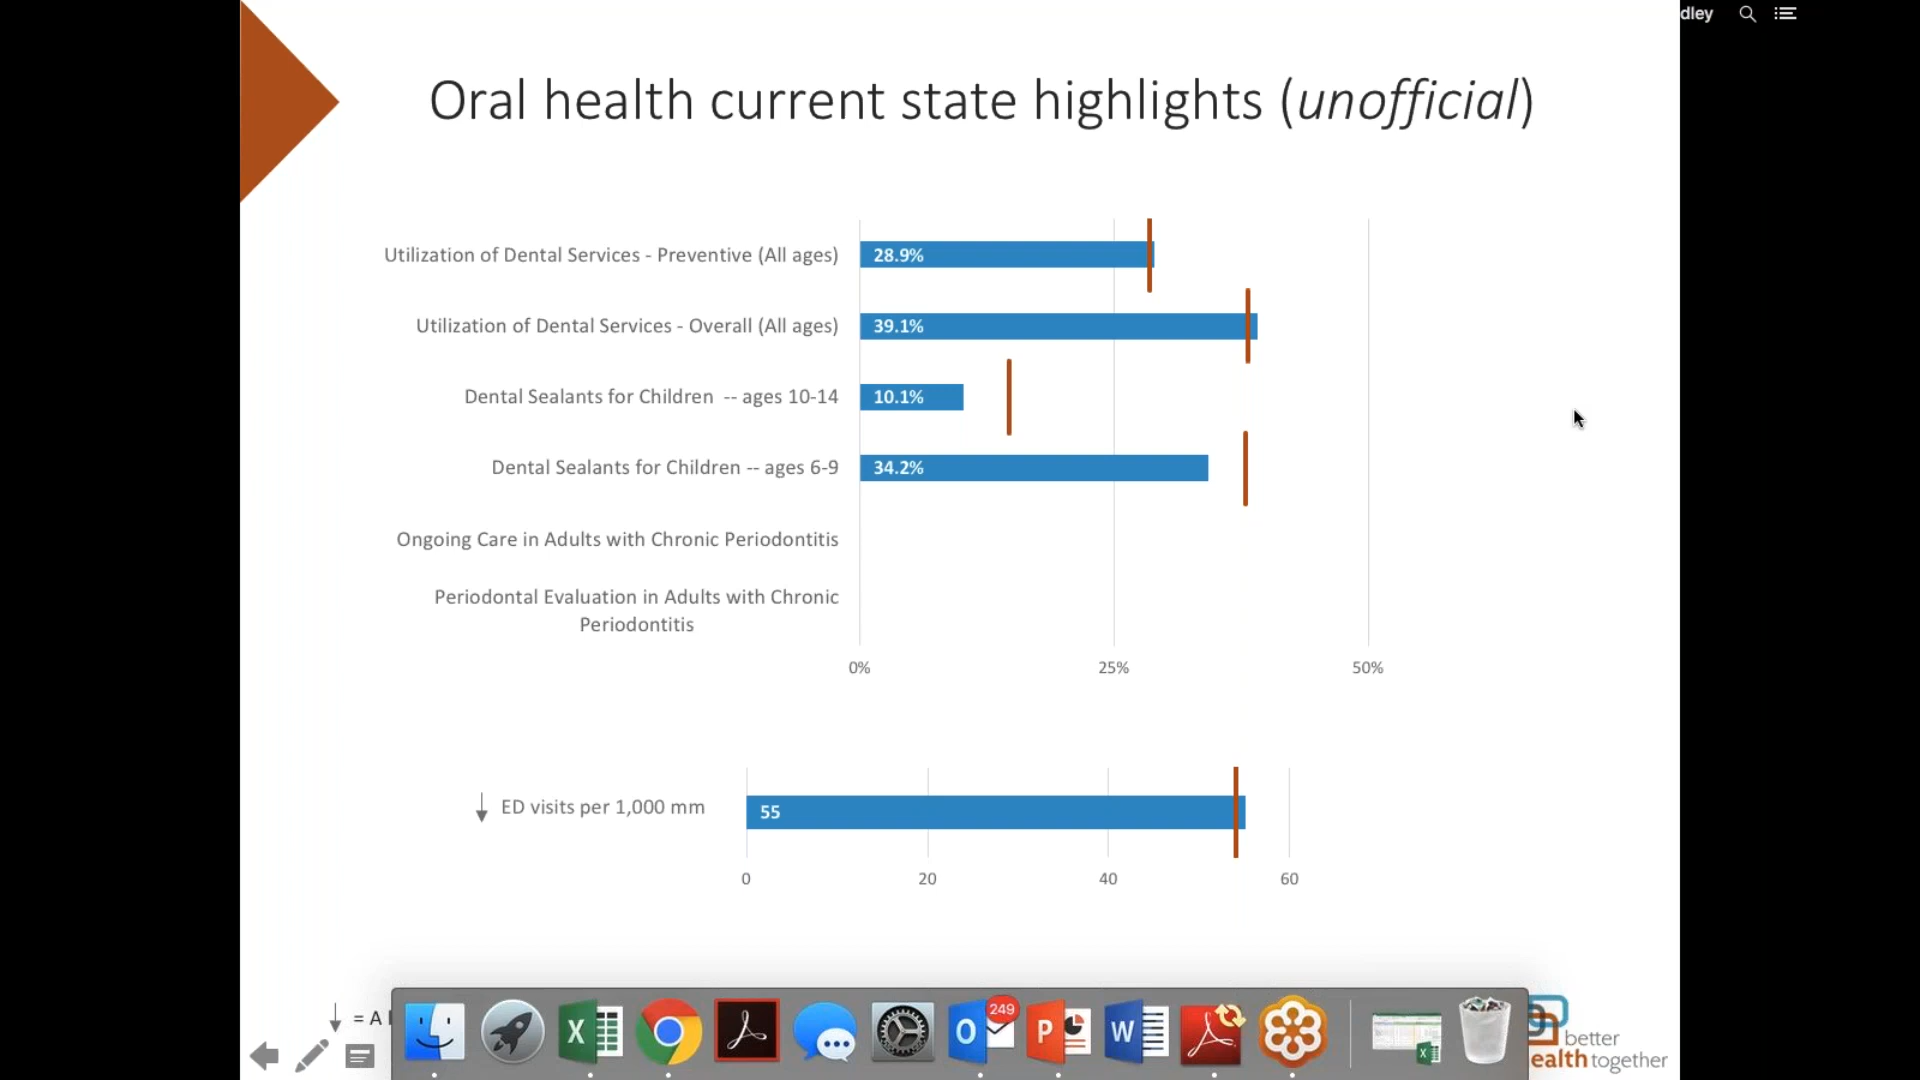 dley
Oral health current state highlights (unofficial)
Utilization of Dental Services - Preventive (All ages)
28.9%
Utilization of Dental Services - Overall (All ages)
39.1%
Dental Sealants for Children -- ages 10-14
10.1%
Dental Sealants for Children -- ages 6-9
34.2%
Ongoing Care in Adults with Chronic Periodontitis
Periodontal Evaluation in Adults with Chronic
Periodontitis
0% 25% 50%
↓ ED visits per 1,000 mm
55
0 20 40 60
↓ = A
249
X O P W
X
better
ealth together